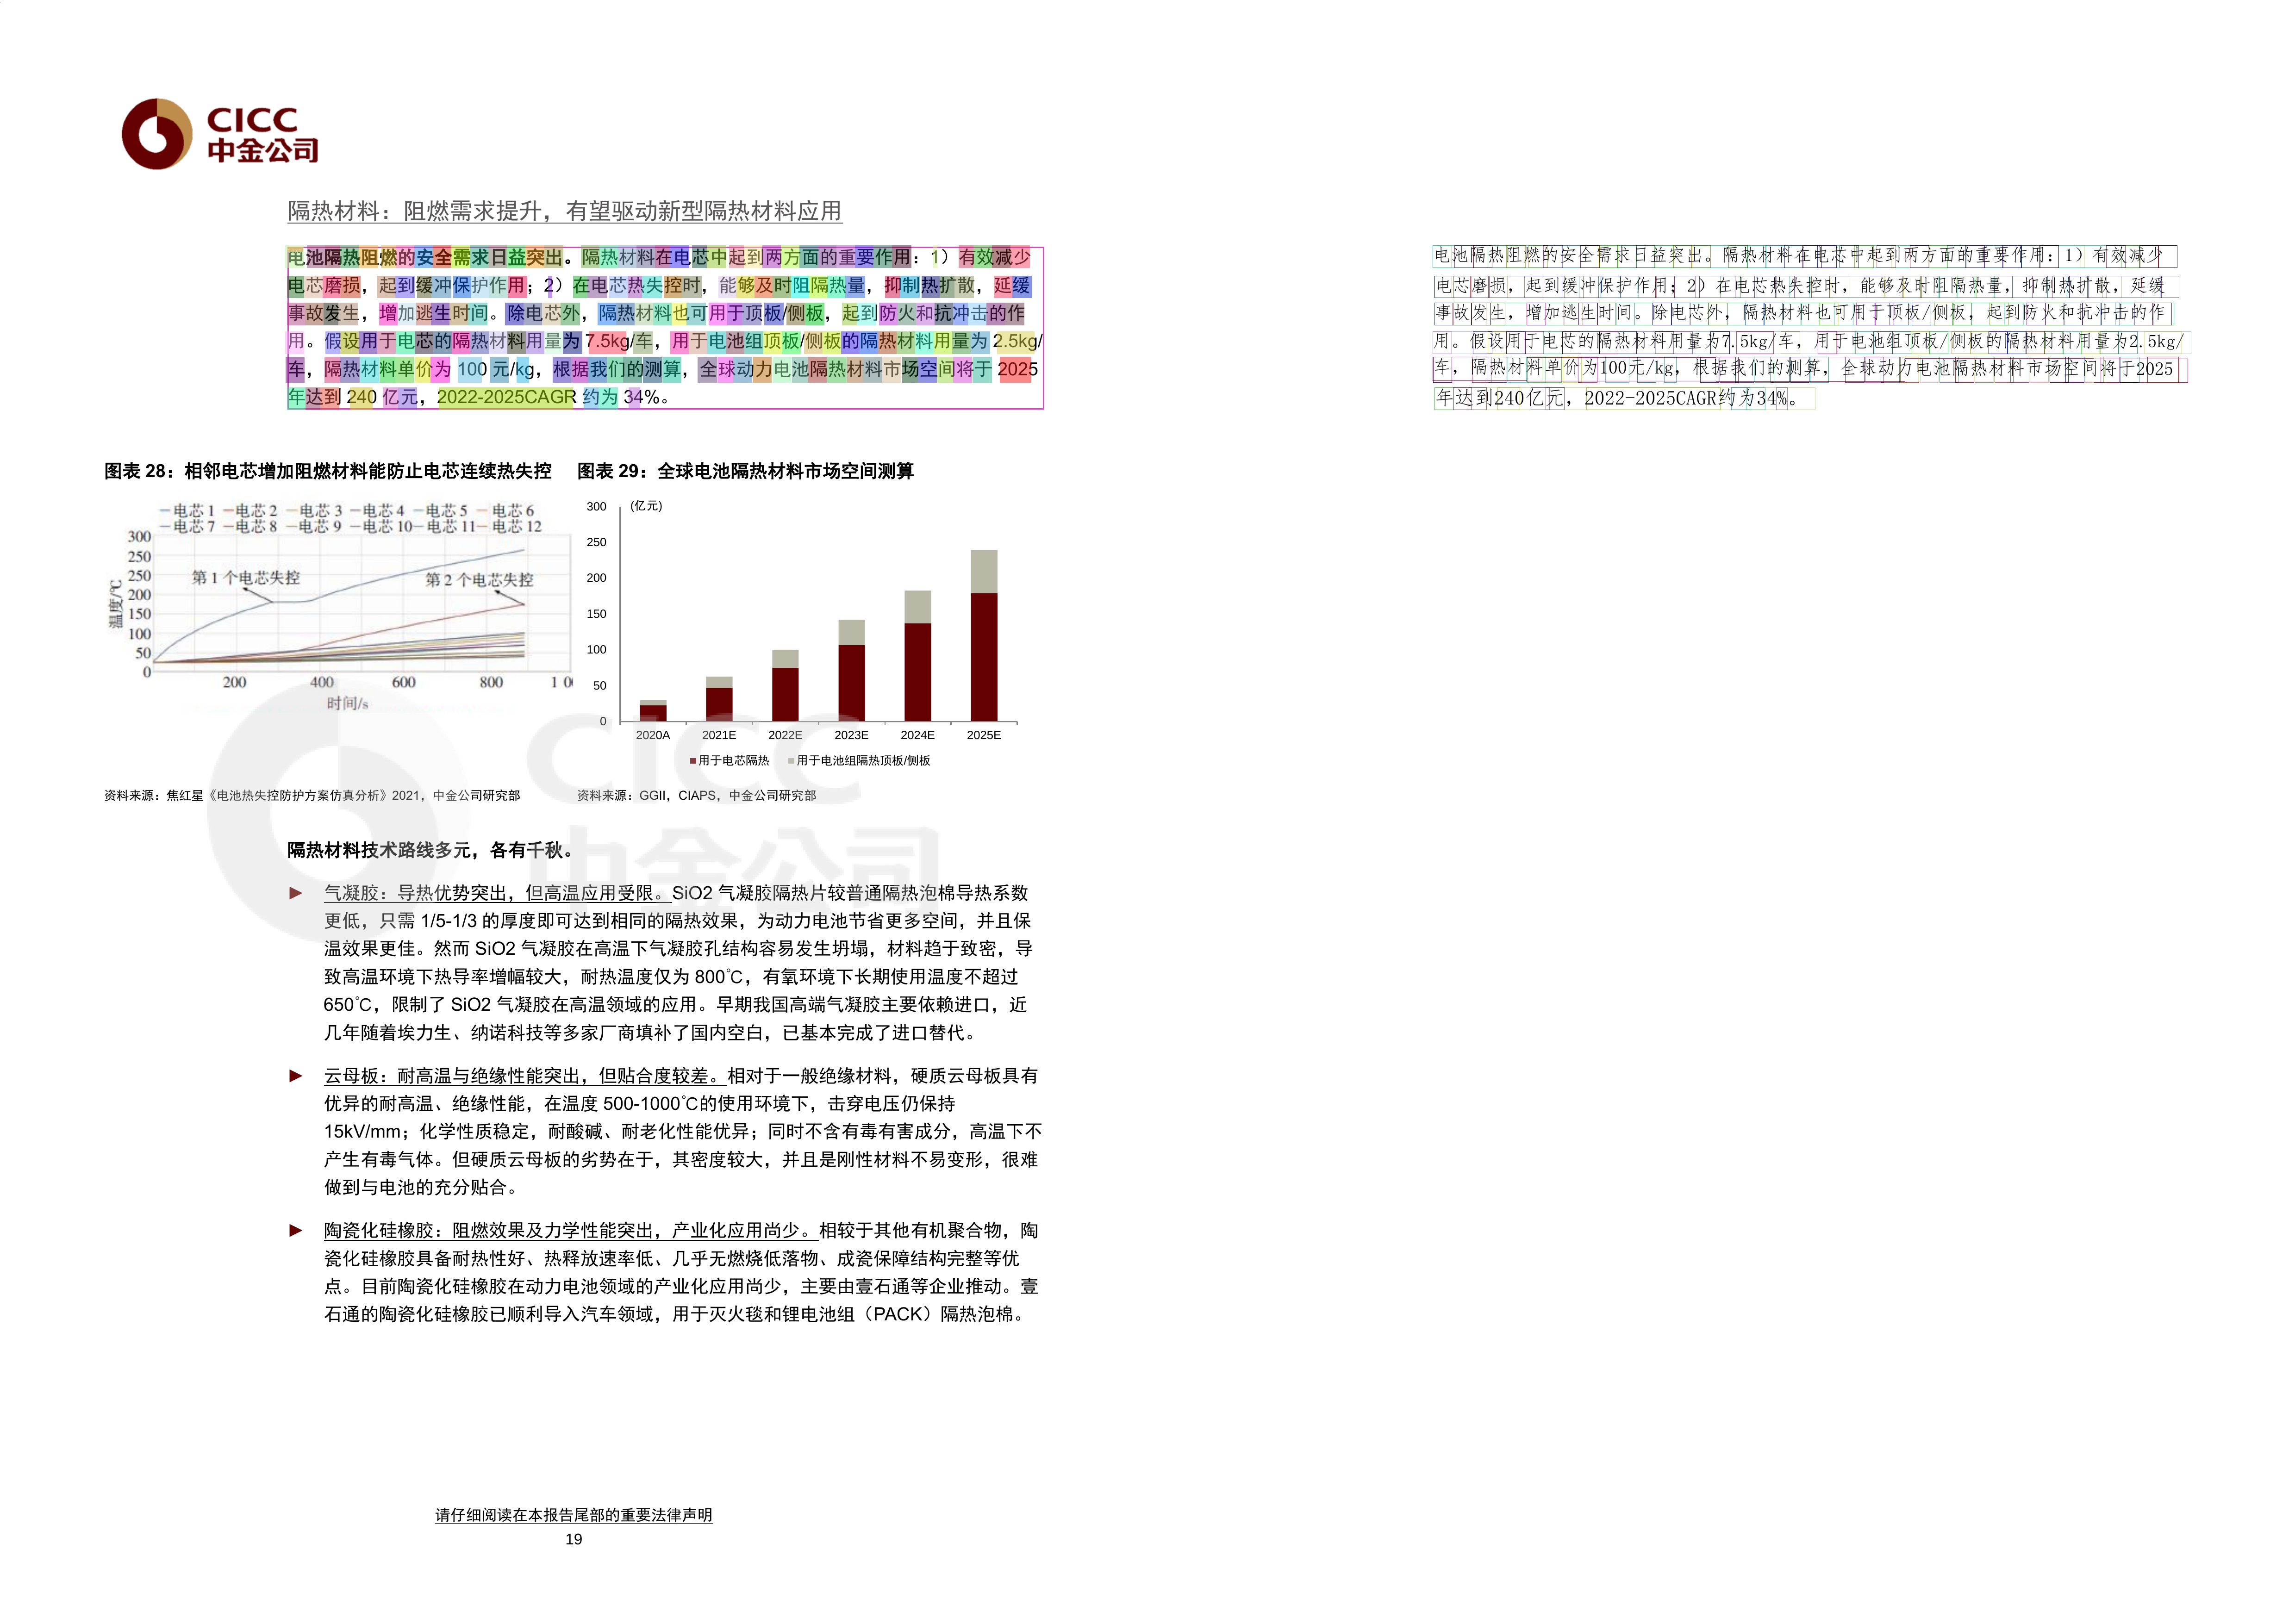 CICC
中金公司
隔热材料：阻燃需求提升，有望驱动新型隔热材料应用
电池隔热阻燃的安全需求日益突出。隔热材料在电芯中起到两方面的重要作用：1）有效减少
电芯磨损，起到缓冲保护作用；2）在电芯热失控时，能够及时阻隔热量，抑制热扩散，延缓
事故发生，增加逃生时间。除电芯外，隔热材料也可用于顶板/侧板，起到防火和抗冲击的作
用。假设用于电芯的隔热材料用量为 7.5kg/车，用于电池组顶板/侧板的隔热材料用量为 2.5kg/
车，隔热材料单价为 100 元/kg，根据我们的测算，全球动力电池隔热材料市场空间将于 2025
年达到 240 亿元，2022-2025CAGR 约为 34%。
图表 28：相邻电芯增加阻燃材料能防止电芯连续热失控
电芯 1 电芯 2 电芯 3 电芯 4 电芯 5 电芯 6
电芯 7 电芯 8 电芯 9 电芯 10 电芯 11 电芯 12
300
250
250
200
150
100
50
0
温度/℃
第 1 个电芯失控
第 2 个电芯失控
200 400 600 800 1 0
时间/s
资料来源：焦红星《电池热失控防护方案仿真分析》2021，中金公司研究部
图表 29：全球电池隔热材料市场空间测算
(亿元)
300
250
200
150
100
50
0
2020A 2021E 2022E 2023E 2024E 2025E
用于电芯隔热 用于电池组隔热顶板/侧板
资料来源：GGII，CIAPS，中金公司研究部
CICC
中金公司
隔热材料技术路线多元，各有千秋。
► 气凝胶：导热优势突出，但高温应用受限。SiO2 气凝胶隔热片较普通隔热泡棉导热系数
更低，只需 1/5-1/3 的厚度即可达到相同的隔热效果，为动力电池节省更多空间，并且保
温效果更佳。然而 SiO2 气凝胶在高温下气凝胶孔结构容易发生坍塌，材料趋于致密，导
致高温环境下热导率增幅较大，耐热温度仅为 800℃，有氧环境下长期使用温度不超过
650℃，限制了 SiO2 气凝胶在高温领域的应用。早期我国高端气凝胶主要依赖进口，近
几年随着埃力生、纳诺科技等多家厂商填补了国内空白，已基本完成了进口替代。
► 云母板：耐高温与绝缘性能突出，但贴合度较差。相对于一般绝缘材料，硬质云母板具有
优异的耐高温、绝缘性能，在温度 500-1000℃的使用环境下，击穿电压仍保持
15kV/mm；化学性质稳定，耐酸碱、耐老化性能优异；同时不含有毒有害成分，高温下不
产生有毒气体。但硬质云母板的劣势在于，其密度较大，并且是刚性材料不易变形，很难
做到与电池的充分贴合。
► 陶瓷化硅橡胶：阻燃效果及力学性能突出，产业化应用尚少。相较于其他有机聚合物，陶
瓷化硅橡胶具备耐热性好、热释放速率低、几乎无燃烧低落物、成瓷保障结构完整等优
点。目前陶瓷化硅橡胶在动力电池领域的产业化应用尚少，主要由壹石通等企业推动。壹
石通的陶瓷化硅橡胶已顺利导入汽车领域，用于灭火毯和锂电池组（PACK）隔热泡棉。
请仔细阅读在本报告尾部的重要法律声明
19
电池隔热阻燃的安全需求日益突出。隔热材料在电芯中起到两方面的重要作用：1）有效减少
电芯磨损，起到缓冲保护作用；2）在电芯热失控时，能够及时阻隔热量，抑制热扩散，延缓
事故发生，增加逃生时间。除电芯外，隔热材料也可用于顶板/侧板，起到防火和抗冲击的作
用。假设用于电芯的隔热材料用量为7.5kg/车，用于电池组顶板/侧板的隔热材料用量为2.5kg/
车，隔热材料单价为100元/kg，根据我们的测算，全球动力电池隔热材料市场空间将于2025
年达到240亿元，2022-2025CAGR约为34%。